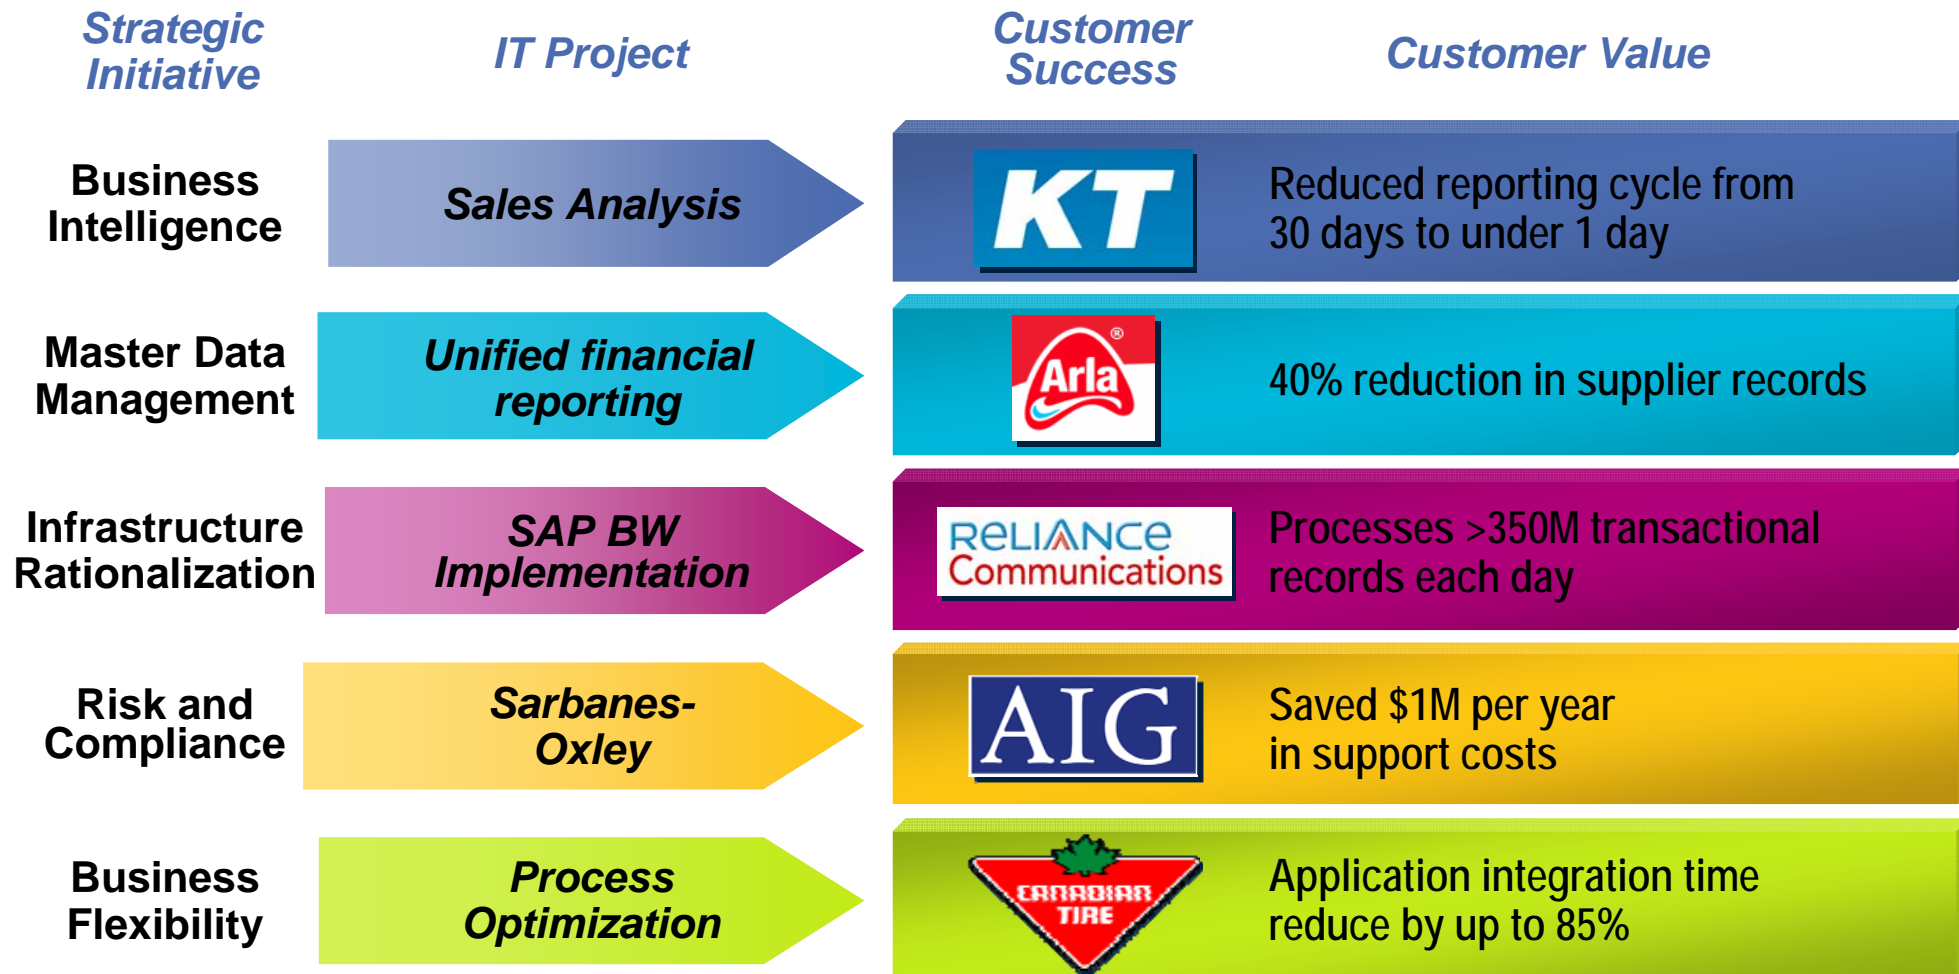 Strategic
Initiative
IT Project
Customer
Success
Customer Value
Business
Intelligence
Sales Analysis
KT
Reduced reporting cycle from
30 days to under 1 day
Master Data
Management
Unified financial
reporting
Arla®
40% reduction in supplier records
Infrastructure
Rationalization
SAP BW
Implementation
RELIANCE
Communications
Processes >350M transactional
records each day
Risk and
Compliance
Sarbanes-
Oxley
AIG
Saved $1M per year
in support costs
Business
Flexibility
Process
Optimization
CANADIAN
TIRE
Application integration time
reduce by up to 85%